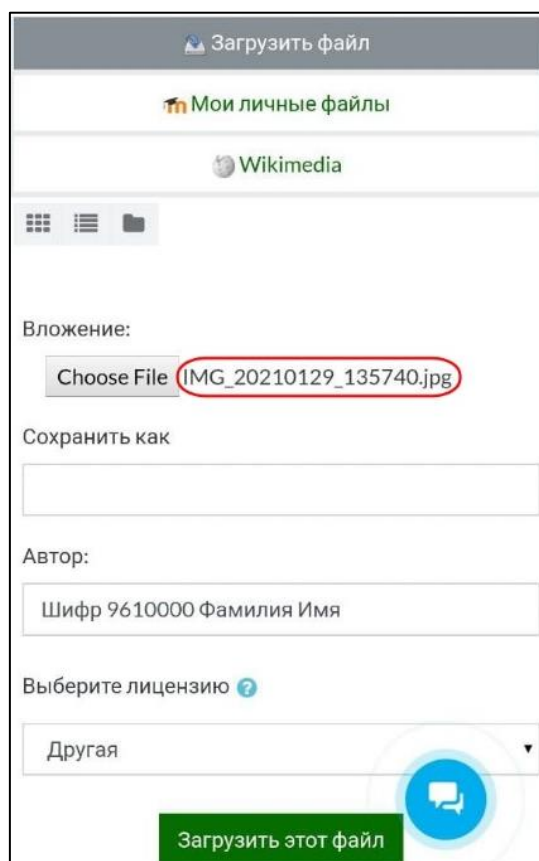 Загрузить файл
Мои личные файлы
Wikimedia
Вложение:
Choose File IMG_20210129_135740.jpg
Сохранить как
Автор:
Шифр 9610000 Фамилия Имя
Выберите лицензию ?
Другая
Загрузить этот файл